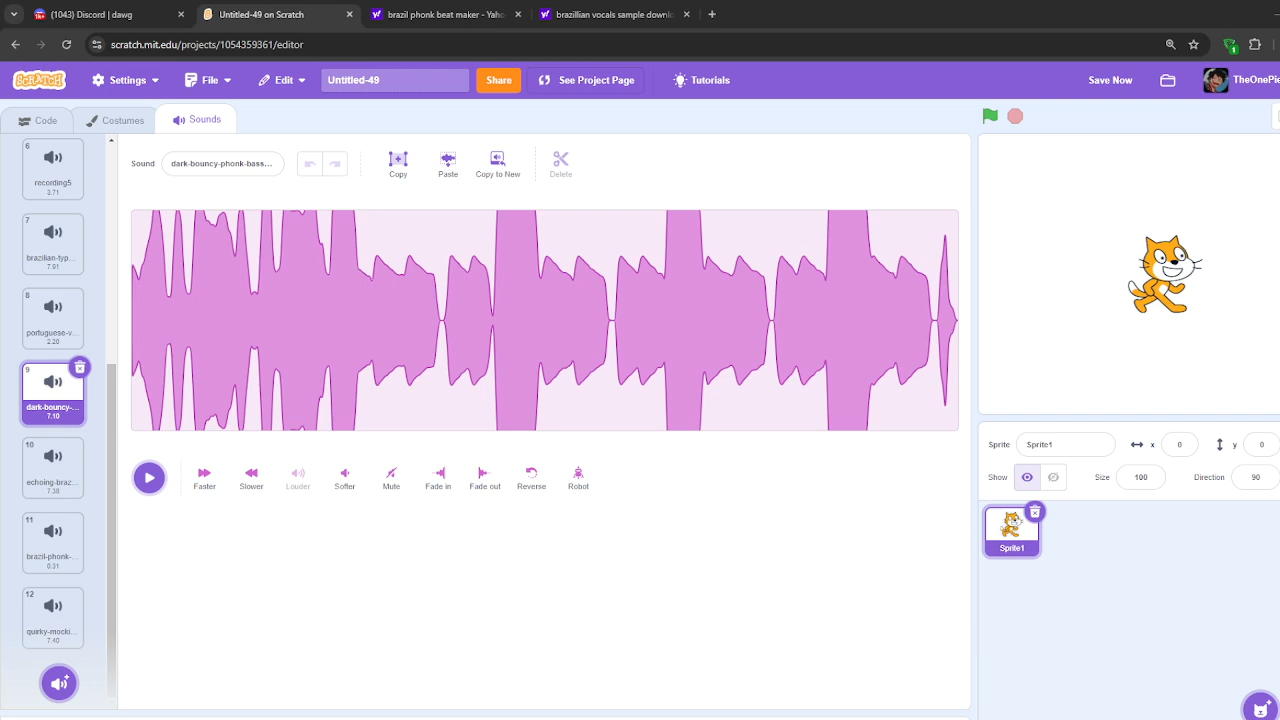 (1043) Discord | dawg
Untitled-49 on Scratch
brazil phonk beat maker - Yaho
brazillian vocals sample downlo
scratch.mit.edu/projects/1054359361/editor
SCRATCH
Settings
File
Edit
Untitled-49
Share
See Project Page
Tutorials
Save Now
TheOnePie
Code
Costumes
Sounds
6
recording5
3.71
7
brazilian-typ...
7.91
8
portuguese-v...
2.20
9
dark-bouncy-...
7.10
10
echoing-braz...
7.38
11
brazil-phonk-...
0.31
12
quirky-mocki...
7.40
Sound
dark-bouncy-phonk-bass...
Copy
Paste
Copy to New
Delete
Faster
Slower
Louder
Softer
Mute
Fade in
Fade out
Reverse
Robot
Sprite
Sprite1
x
0
y
0
Show
Size
100
Direction
90
Sprite1